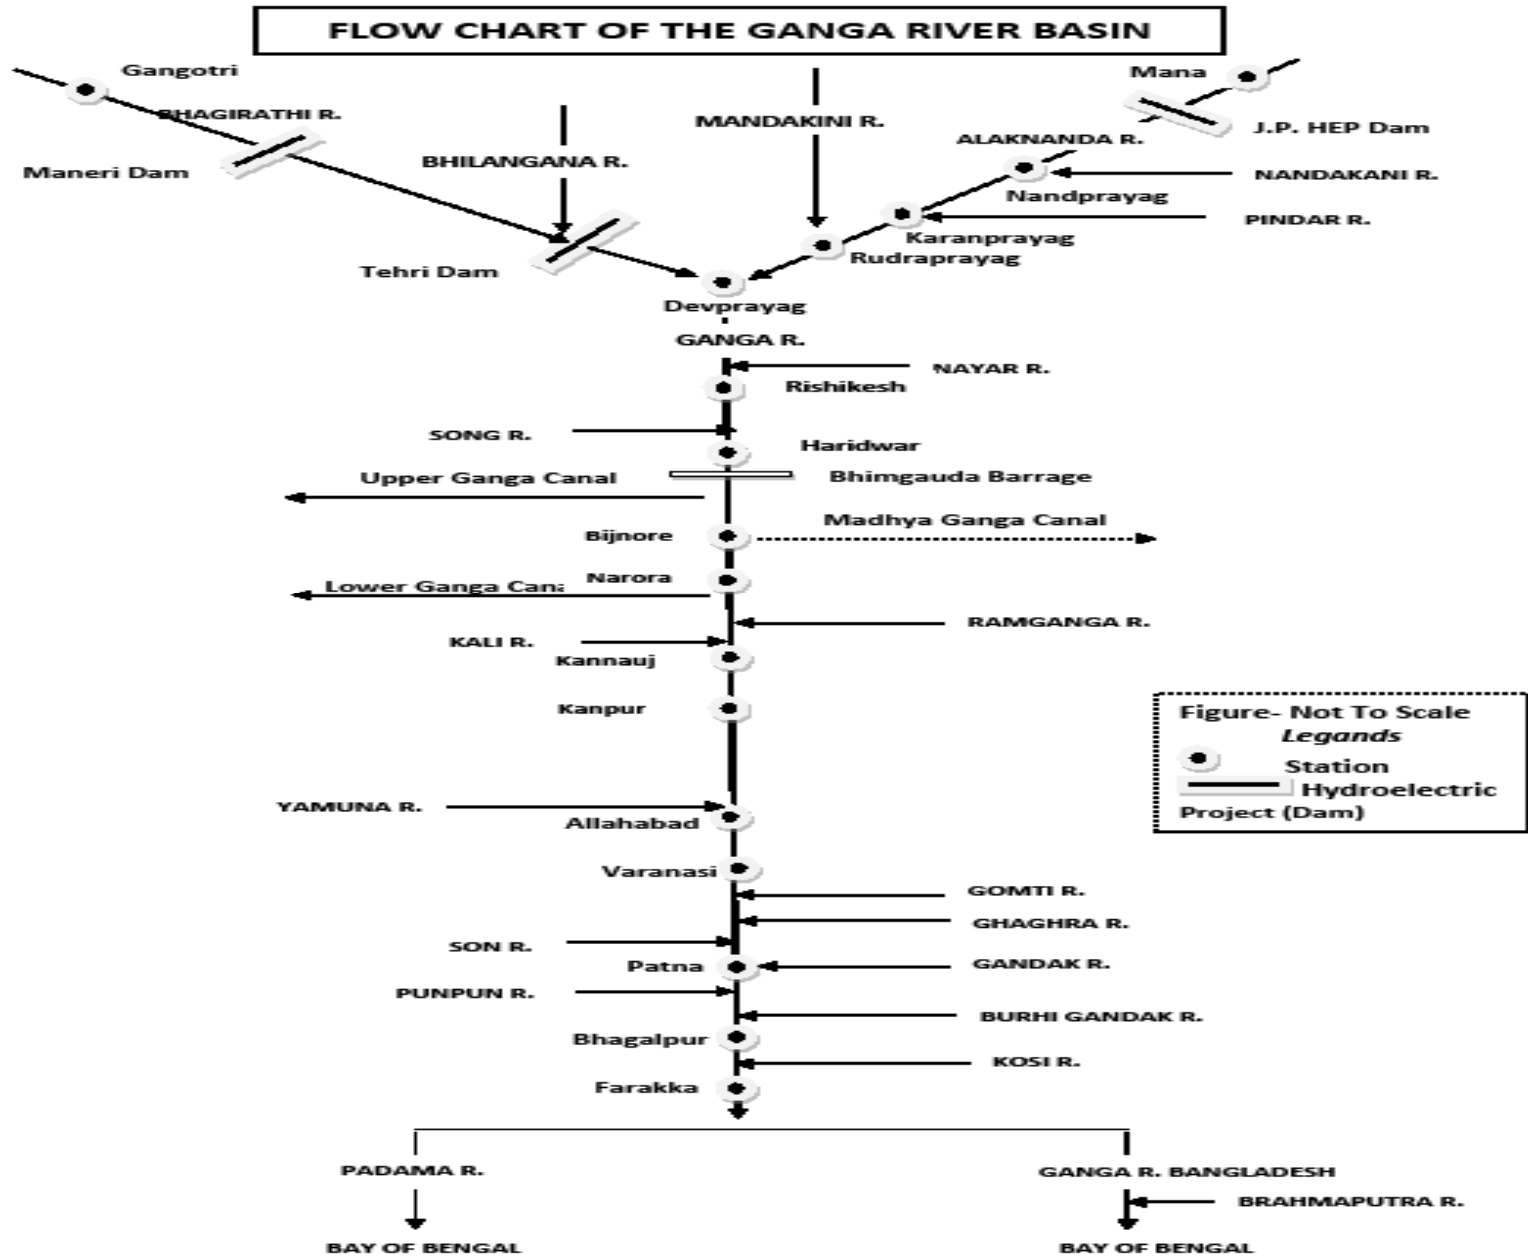 FLOW CHART OF THE GANGA RIVER BASIN
Gangotri
Mana
BHAGIRATHI R.
MANDAKINI R.
J.P. HEP Dam
ALAKNANDA R.
Maneri Dam
BHILANGANA R.
NANDAKANI R.
Nandprayag
PINDAR R.
Karanprayag
Rudraprayag
Tehri Dam
Devprayag
GANGA R.
NAYAR R.
Rishikesh
SONG R.
Haridwar
Upper Ganga Canal
Bhimgauda Barrage
Madhya Ganga Canal
Bijnore
Narora
Lower Ganga Cana
RAMGANGA R.
KALI R.
Kannauj
Kanpur
Figure- Not To Scale
Legands
Station
Hydroelectric
Project (Dam)
YAMUNA R.
Allahabad
Varanasi
GOMTI R.
GHAGHRA R.
SON R.
Patna
GANDAK R.
PUNPUN R.
BURHI GANDAK R.
Bhagalpur
KOSI R.
Farakka
PADAMA R.
GANGA R. BANGLADESH
BRAHMAPUTRA R.
BAY OF BENGAL
BAY OF BENGAL